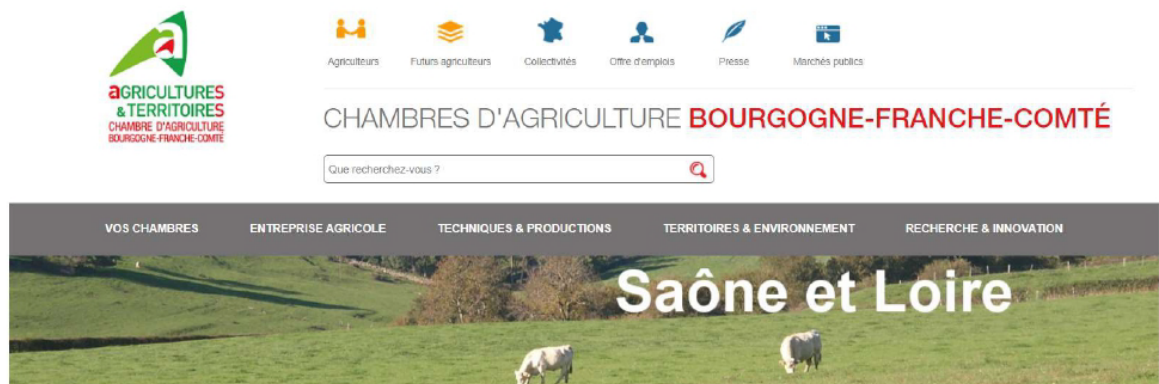 aGRICULTURES
& TERRITOIRES
CHAMBRE D'AGRICULTURE
BOURGOGNE-FRANCHE-COMTÉ
Agriculteurs
Futurs agriculteurs
Collectivités
Offre d'emplois
Presse
Marchés publics
CHAMBRES D'AGRICULTURE BOURGOGNE-FRANCHE-COMTÉ
Que recherchez-vous ?
VOS CHAMBRES
ENTREPRISE AGRICOLE
TECHNIQUES & PRODUCTIONS
TERRITOIRES & ENVIRONNEMENT
RECHERCHE & INNOVATION
Saône et Loire